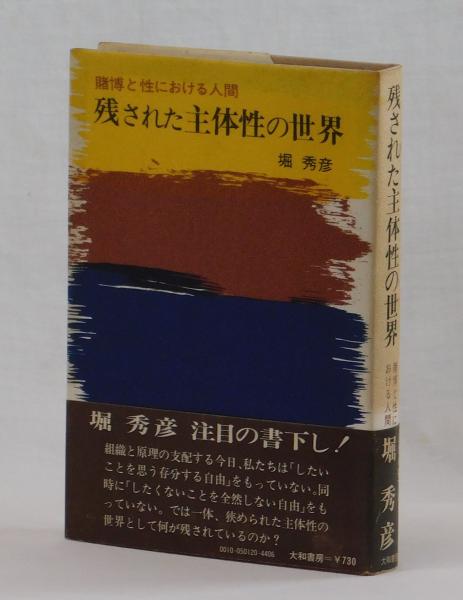 賭博と性における人間
残された主体性の世界
堀 秀彦
堀 秀彦 注目の書下し!
組織と原理の支配する今日、私たちは「したい
ことを思う存分する自由」をもっていない。同
時に「したくないことを全然しない自由」をも
っていない。では一体、狭められた主体性の
世界として何が残されているのか?
0010-050120-4406
大和書房=¥730
残された主体性の世界
賭博と性に
おける人間
堀 秀彦
大和書房